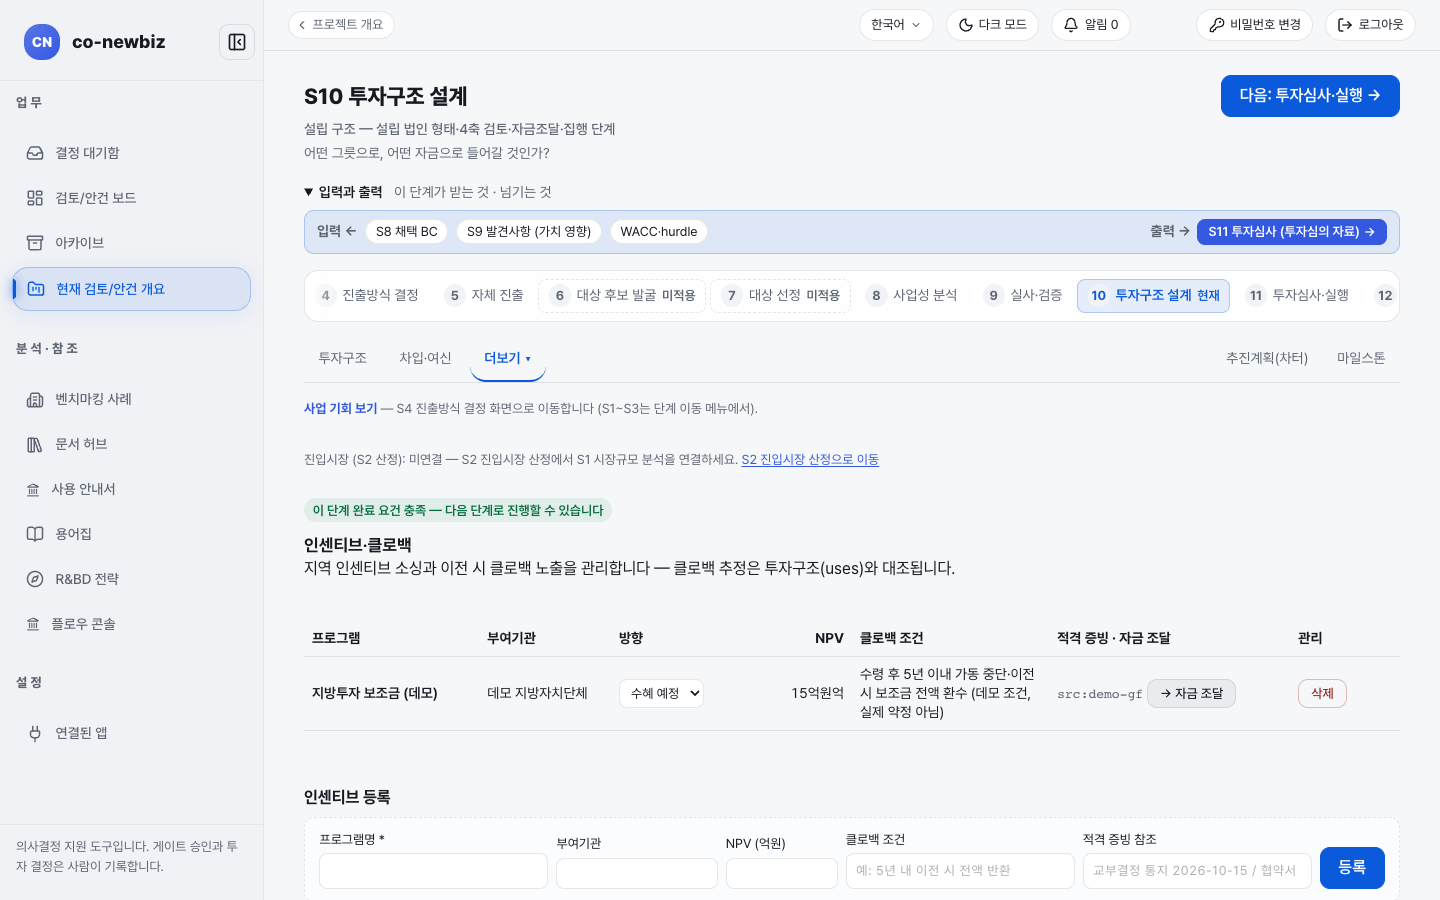 CN co-newbiz
업무
결정 대기함
검토/안건 보드
아카이브
현재 검토/안건 개요
분석·참조
벤치마킹 사례
문서 허브
사용 안내서
용어집
R&BD 전략
플로우 콘솔
설정
연결된 앱
의사결정 지원 도구입니다. 게이트 승인과 투
자 결정은 사람이 기록합니다.
프로젝트 개요
한국어
다크 모드
알림 0
비밀번호 변경
로그아웃
S10 투자구조 설계
다음: 투자심사·실행 →
설립 구조 — 설립 법인 형태·4축 검토·자금조달·집행 단계
어떤 그릇으로, 어떤 자금으로 들어갈 것인가?
▼ 입력과 출력 이 단계가 받는 것 · 넘기는 것
입력 ← S8 채택 BC S9 발견사항 (가치 영향) WACC·hurdle 출력 → S11 투자심사 (투자심의 자료) →
4 진출방식 결정 5 자체 진출 6 대상 후보 발굴 미적용 7 대상 선정 미적용 8 사업성 분석 9 실사·검증 10 투자구조 설계 현재 11 투자심사·실행 12
투자구조 차입·여신 더보기 ▾ 추진계획(차터) 마일스톤
사업 기회 보기 — S4 진출방식 결정 화면으로 이동합니다 (S1~S3는 단계 이동 메뉴에서).
진입시장 (S2 산정): 미연결 — S2 진입시장 산정에서 S1 시장규모 분석을 연결하세요. S2 진입시장 산정으로 이동
이 단계 완료 요건 충족 — 다음 단계로 진행할 수 있습니다
인센티브·클로백
지역 인센티브 소싱과 이전 시 클로백 노출을 관리합니다 — 클로백 추정은 투자구조(uses)와 대조됩니다.
프로그램 부여기관 방향 NPV 클로백 조건 적격 증빙 · 자금 조달 관리
지방투자 보조금 (데모) 데모 지방자치단체 수혜 예정 15억원억 수령 후 5년 이내 가동 중단·이전
시 보조금 전액 환수 (데모 조건,
실제 약정 아님) src:demo-gf → 자금 조달 삭제
인센티브 등록
프로그램명 * 부여기관 NPV (억원) 클로백 조건 적격 증빙 참조
예: 5년 내 이전 시 전액 반환 교부결정 통지 2026-10-15 / 협약서 등록